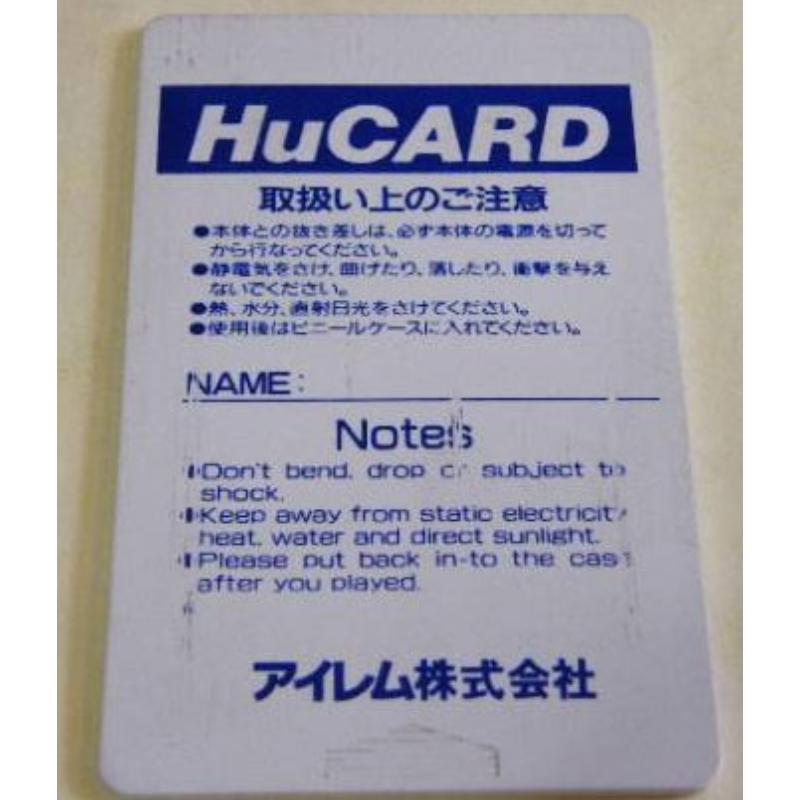 HuCARD
取扱い上のご注意
●本体との抜き差しは、必ず本体の電源を切って
から行なってください。
●静電気をさけ、曲げたり、落したり、衝撃を与え
ないでください。
●熱、水分、直射日光をさけてください。
●使用後はビニールケースに入れてください。
NAME:
Notes
Don't bend, drop or subject to
shock.
Keep away from static electricity
heat, water and direct sunlight.
Please put back in-to the case
after you played.
アイレム株式会社